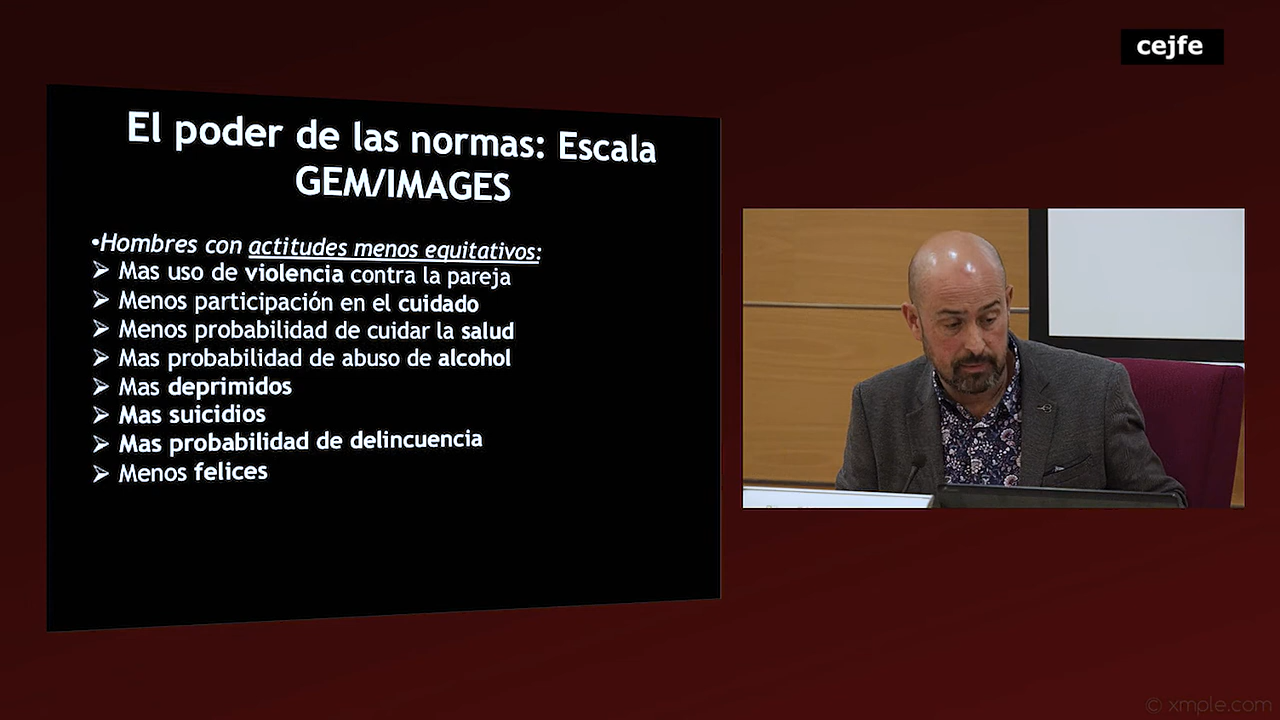 cejfe
El poder de las normas: Escala
GEM/IMAGES
•Hombres con actitudes menos equitativos:
➢ Mas uso de violencia contra la pareja
➢ Menos participación en el cuidado
➢ Menos probabilidad de cuidar la salud
➢ Mas probabilidad de abuso de alcohol
➢ Mas deprimidos
➢ Mas suicidios
➢ Mas probabilidad de delincuencia
➢ Menos felices
© xmple.com